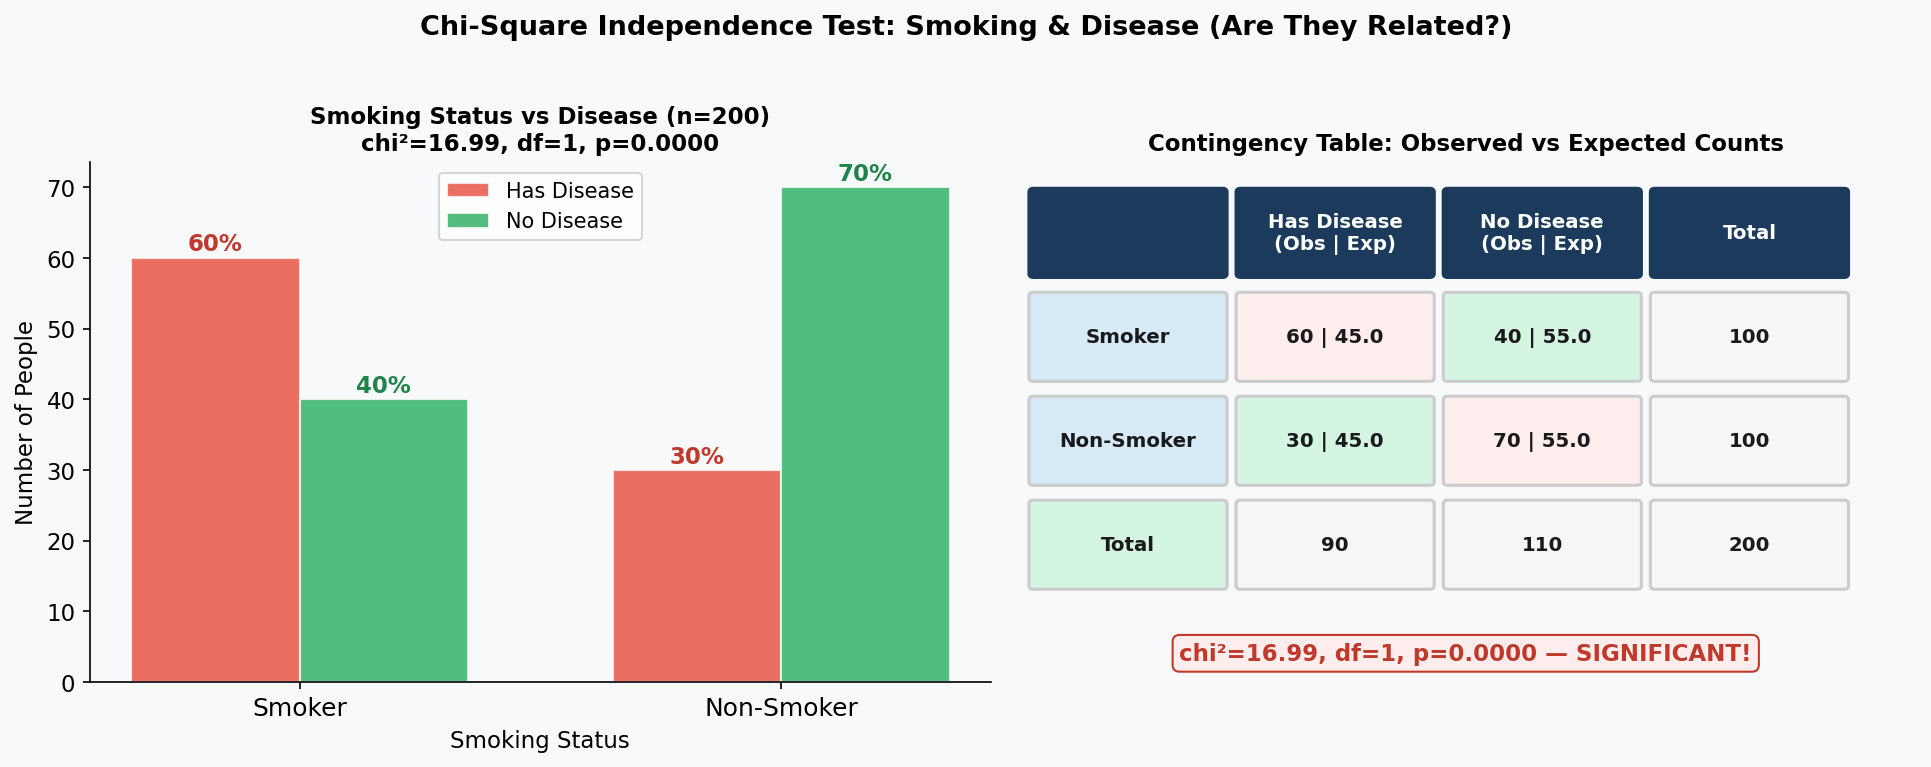 Chi-Square Independence Test: Smoking & Disease (Are They Related?)
Smoking Status vs Disease (n=200)
chi²=16.99, df=1, p=0.0000
Has Disease
No Disease
Number of People
70
60
50
40
30
20
10
0
60%
40%
30%
70%
Smoker
Non-Smoker
Smoking Status
Contingency Table: Observed vs Expected Counts
Has Disease
(Obs | Exp)
No Disease
(Obs | Exp)
Total
Smoker
60 | 45.0
40 | 55.0
100
Non-Smoker
30 | 45.0
70 | 55.0
100
Total
90
110
200
chi²=16.99, df=1, p=0.0000 — SIGNIFICANT!